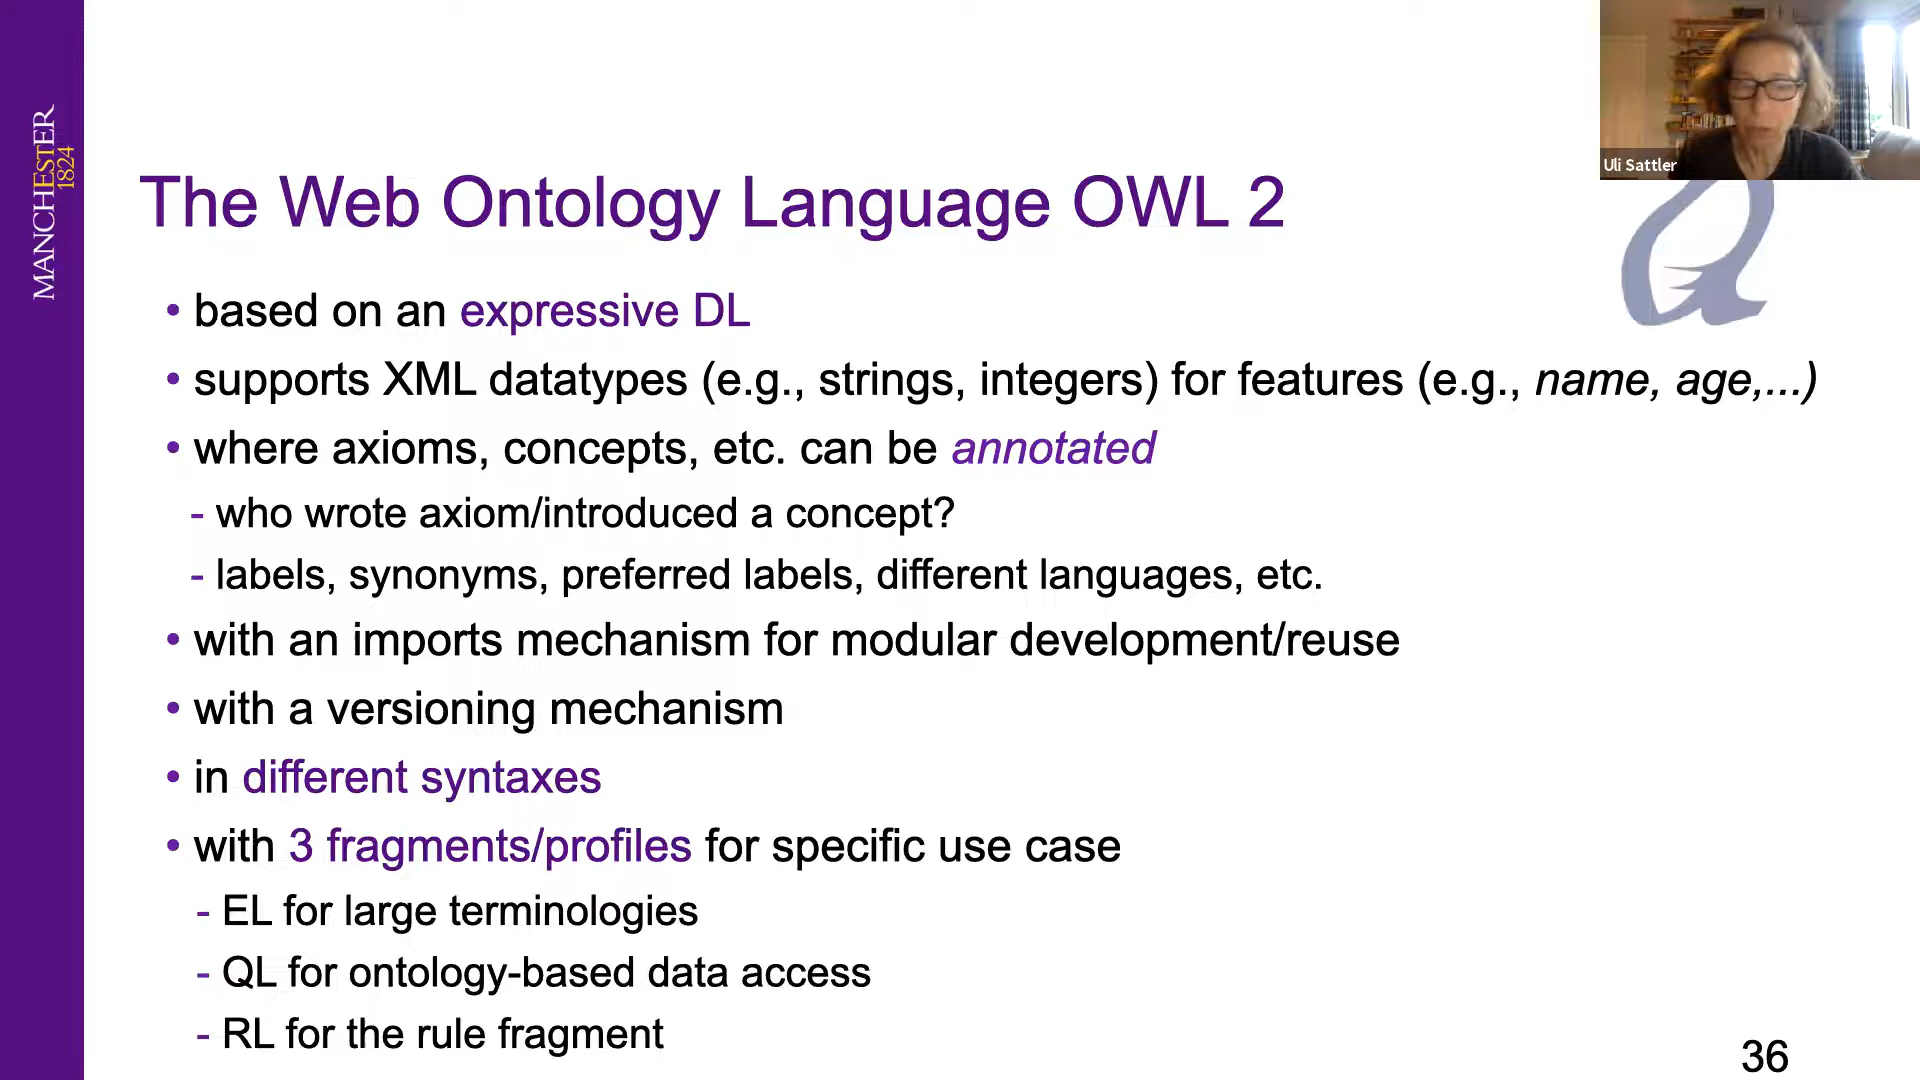 MANCHESTER
1824
Uli Sattler
The Web Ontology Language OWL 2
• based on an expressive DL
• supports XML datatypes (e.g., strings, integers) for features (e.g., name, age,...)
• where axioms, concepts, etc. can be annotated
- who wrote axiom/introduced a concept?
- labels, synonyms, preferred labels, different languages, etc.
• with an imports mechanism for modular development/reuse
• with a versioning mechanism
• in different syntaxes
• with 3 fragments/profiles for specific use case
- EL for large terminologies
- QL for ontology-based data access
- RL for the rule fragment
36